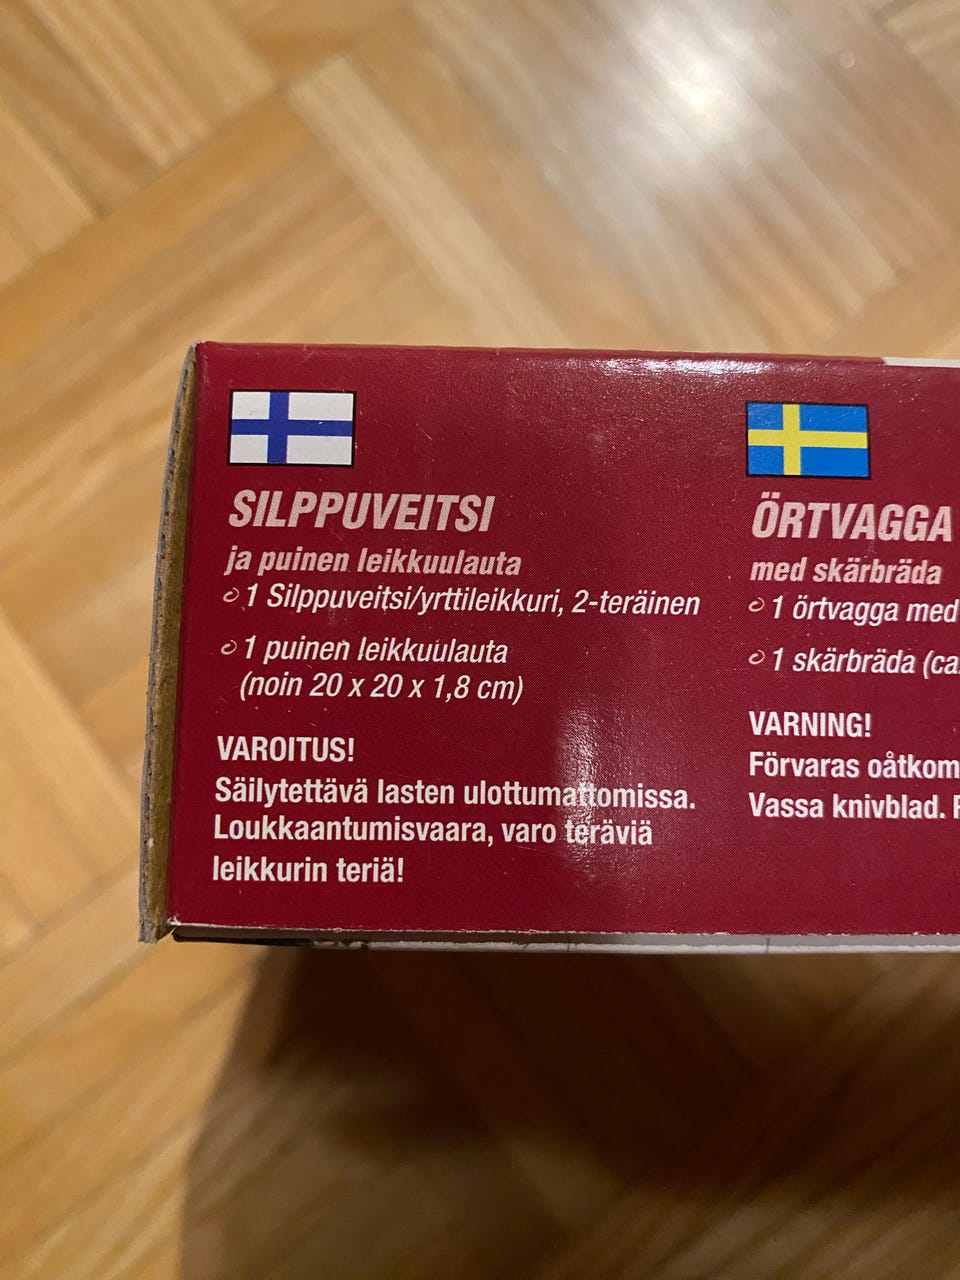 SILPPUVEITSI
ja puinen leikkuulauta
1 Silppuveitsi/yrttileikkuri, 2-teräinen
1 puinen leikkuulauta
(noin 20 x 20 x 1,8 cm)
VAROITUS!
Säilytettävä lasten ulottumattomissa.
Loukkaantumisvaara, varo teräviä
leikkurin teriä!
ÖRTVAGGA
med skärbräda
1 örtvagga med
1 skärbräda (ca.
VARNING!
Förvaras oåtkom
Vassa knivblad.